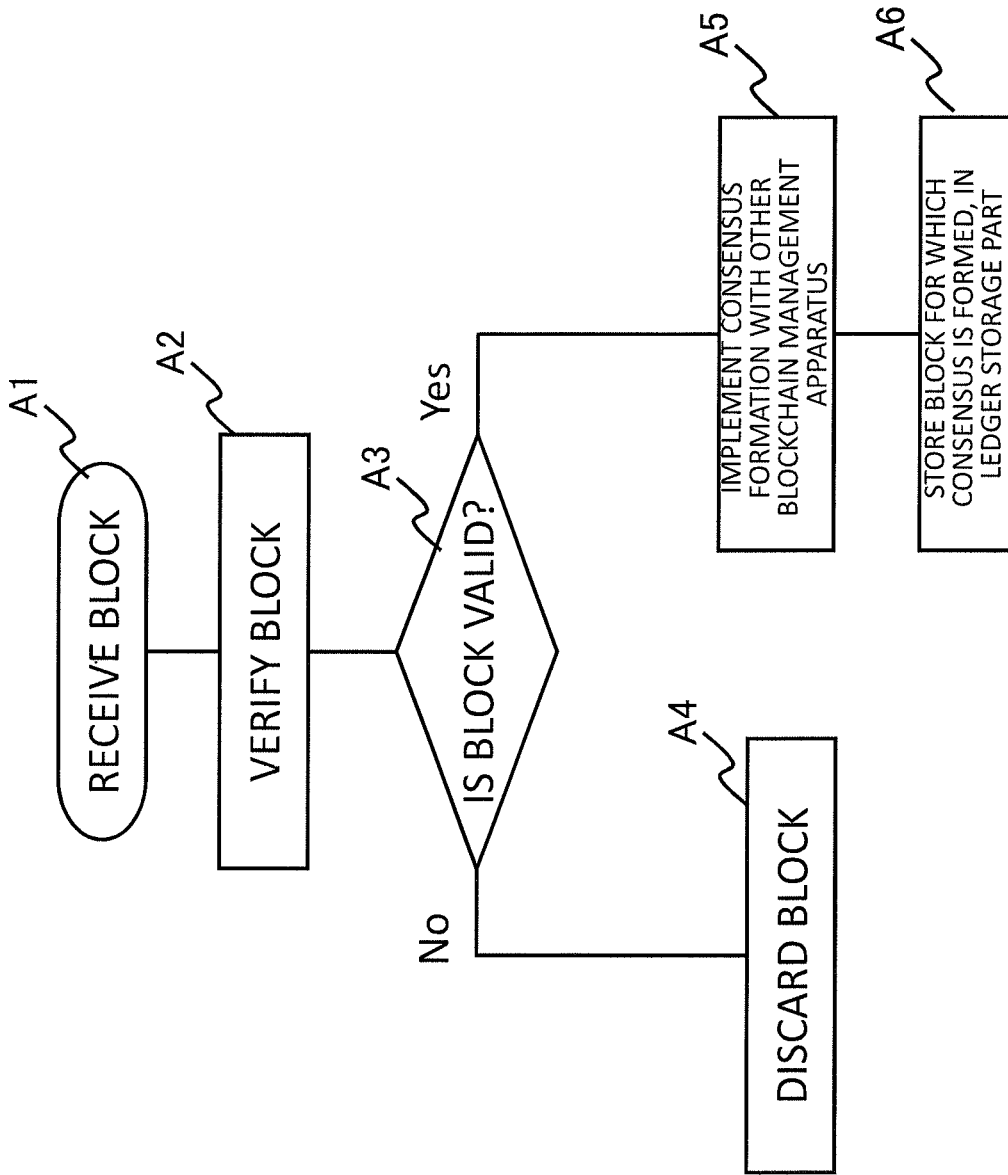 A1
RECEIVE BLOCK
A2
VERIFY BLOCK
A3
IS BLOCK VALID?
No
Yes
A4
DISCARD BLOCK
A5
IMPLEMENT CONSENSUS
FORMATION WITH OTHER
BLOCKCHAIN MANAGEMENT
APPARATUS
A6
STORE BLOCK FOR WHICH
CONSENSUS IS FORMED, IN
LEDGER STORAGE PART